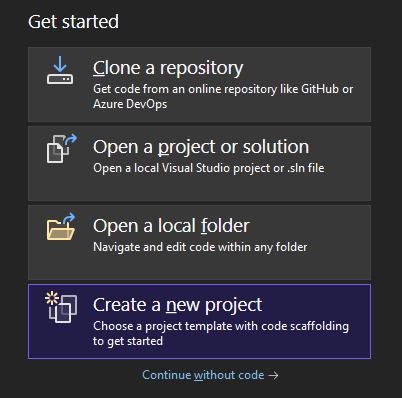 Get started
Clone a repository
Get code from an online repository like GitHub or
Azure DevOps
Open a project or solution
Open a local Visual Studio project or .sln file
Open a local folder
Navigate and edit code within any folder
Create a new project
Choose a project template with code scaffolding
to get started
Continue without code →